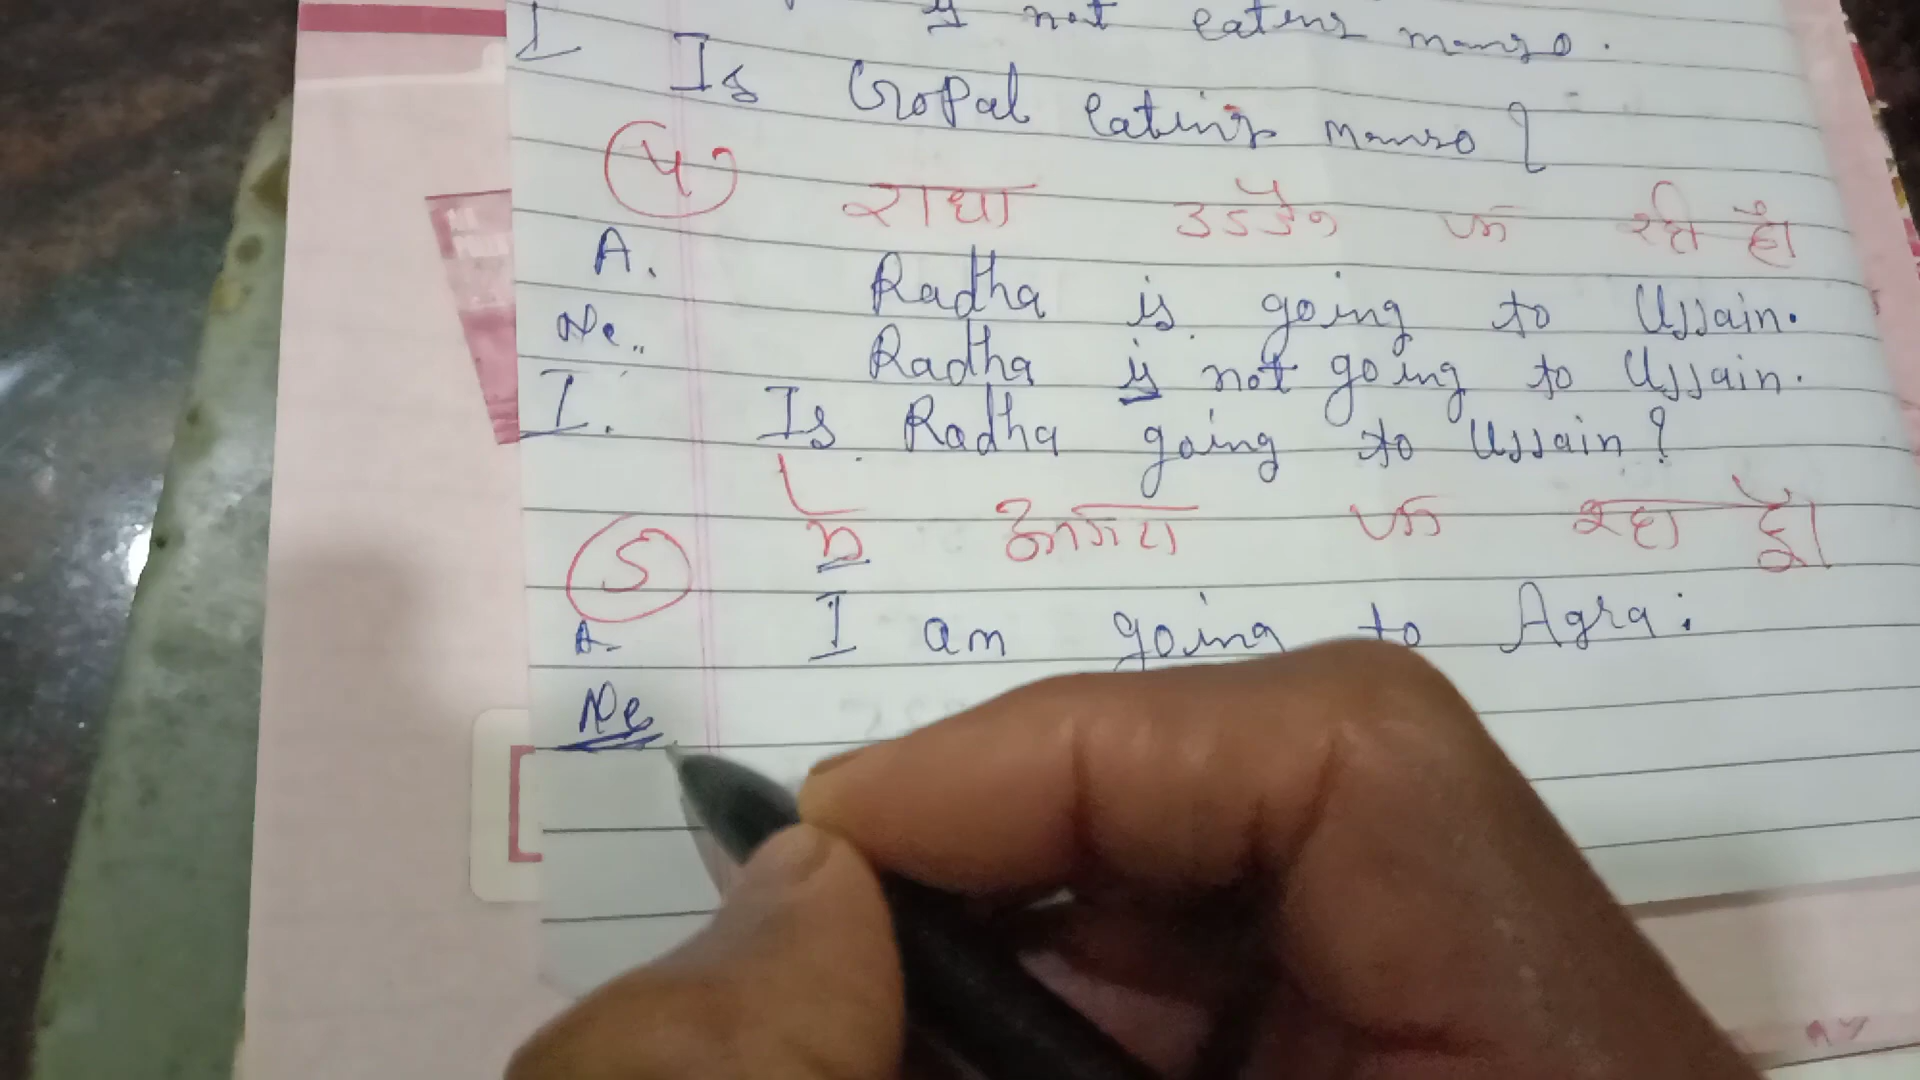 is not eating mango.
I Is Gopal eating mango ?
4 राधा उज्जैन जा रही है।
A. Radha is going to Ujjain.
Ne.. Radha is not going to Ujjain.
I. Is Radha going to Ujjain ?
5 मैं आगरा जा रहा हूँ।
A- I am going to Agra.
Ne